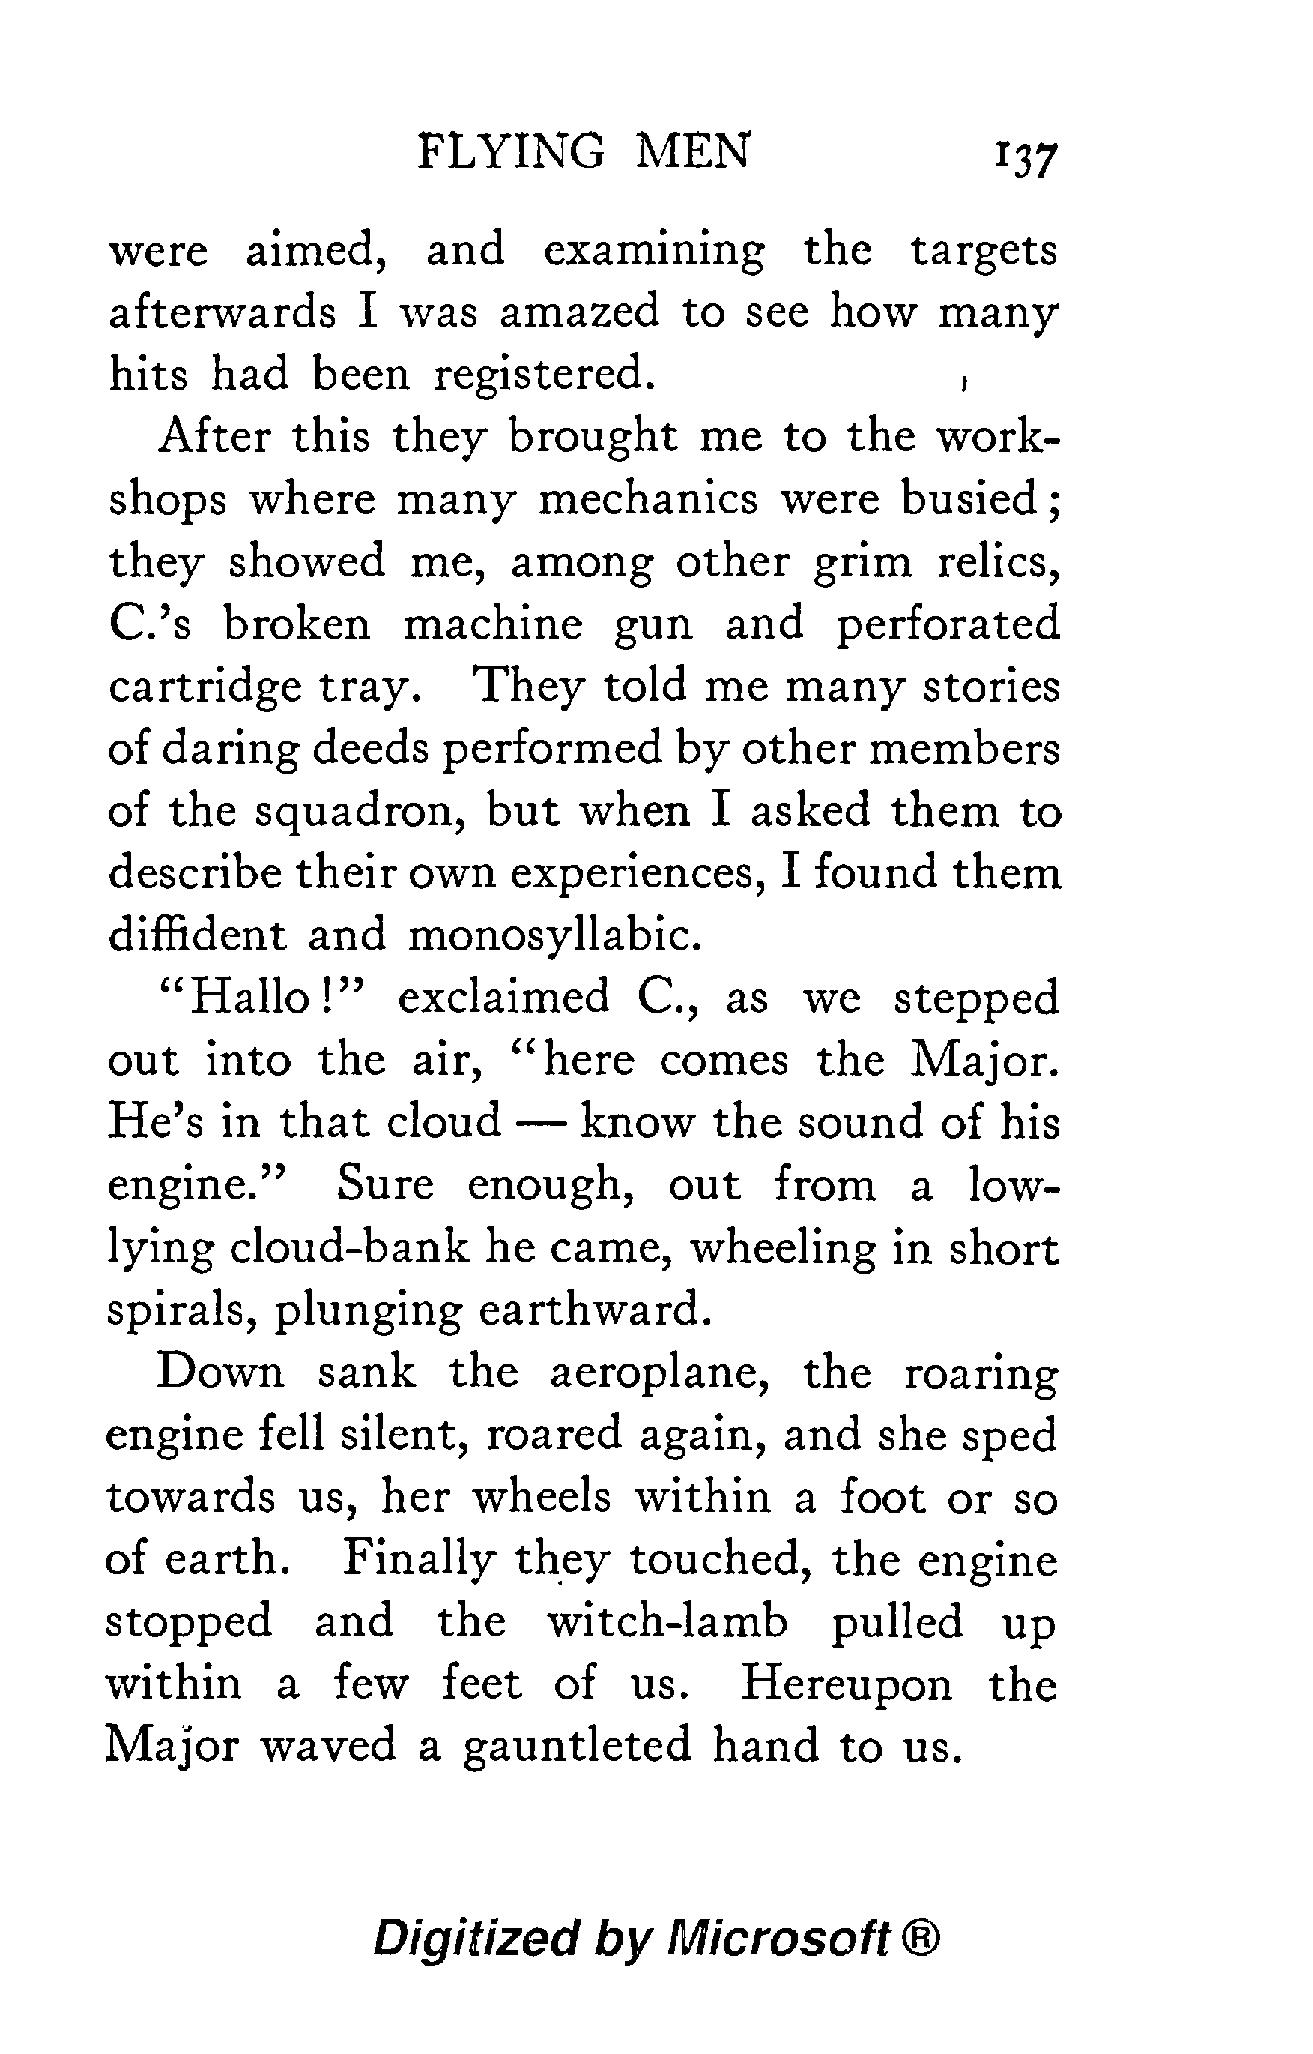 FLYING MEN 137
were aimed, and examining the targets
afterwards I was amazed to see how many
hits had been registered.
After this they brought me to the work-
shops where many mechanics were busied ;
they showed me, among other grim relics,
C.'s broken machine gun and perforated
cartridge tray. They told me many stories
of daring deeds performed by other members
of the squadron, but when I asked them to
describe their own experiences, I found them
diffident and monosyllabic.
“Hallo !” exclaimed C., as we stepped
out into the air, “here comes the Major.
He's in that cloud — know the sound of his
engine.” Sure enough, out from a low-
lying cloud-bank he came, wheeling in short
spirals, plunging earthward.
Down sank the aeroplane, the roaring
engine fell silent, roared again, and she sped
towards us, her wheels within a foot or so
of earth. Finally they touched, the engine
stopped and the witch-lamb pulled up
within a few feet of us. Hereupon the
Major waved a gauntleted hand to us.
Digitized by Microsoft ®